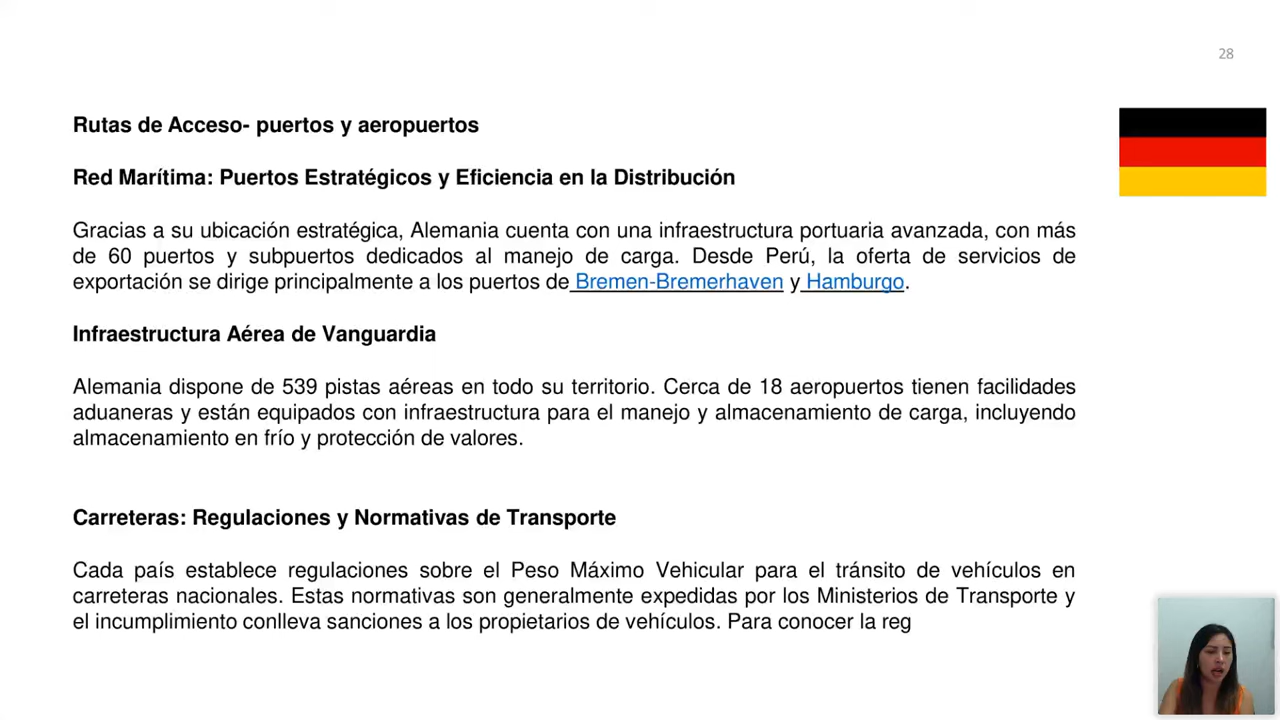 28
Rutas de Acceso- puertos y aeropuertos
Red Marítima: Puertos Estratégicos y Eficiencia en la Distribución
Gracias a su ubicación estratégica, Alemania cuenta con una infraestructura portuaria avanzada, con más
de 60 puertos y subpuertos dedicados al manejo de carga. Desde Perú, la oferta de servicios de
exportación se dirige principalmente a los puertos de Bremen-Bremerhaven y Hamburgo.
Infraestructura Aérea de Vanguardia
Alemania dispone de 539 pistas aéreas en todo su territorio. Cerca de 18 aeropuertos tienen facilidades
aduaneras y están equipados con infraestructura para el manejo y almacenamiento de carga, incluyendo
almacenamiento en frío y protección de valores.
Carreteras: Regulaciones y Normativas de Transporte
Cada país establece regulaciones sobre el Peso Máximo Vehicular para el tránsito de vehículos en
carreteras nacionales. Estas normativas son generalmente expedidas por los Ministerios de Transporte y
el incumplimiento conlleva sanciones a los propietarios de vehículos. Para conocer la reg